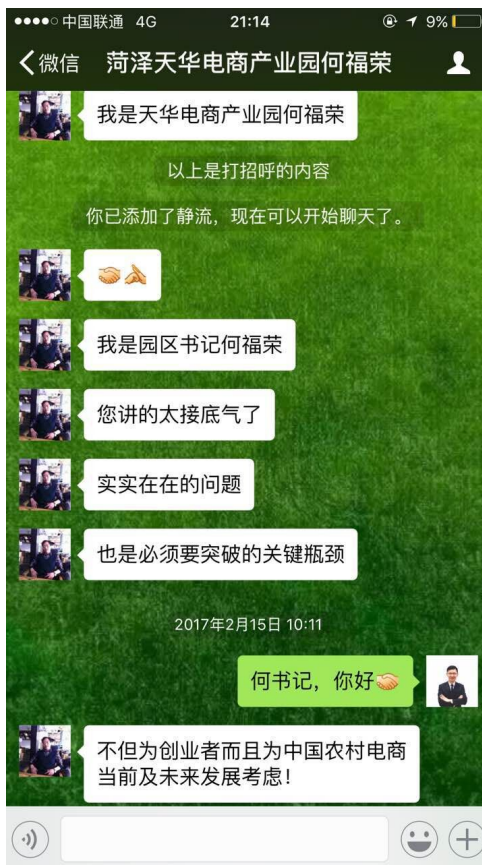 中国联通 4G 21:14 9%
微信 菏泽天华电商产业园何福荣
我是天华电商产业园何福荣
以上是打招呼的内容
你已添加了静流，现在可以开始聊天了。
我是园区书记何福荣
您讲的太接底气了
实实在在的问题
也是必须要突破的关键瓶颈
2017年2月15日 10:11
何书记，你好
不但为创业者而且为中国农村电商
当前及未来发展考虑！